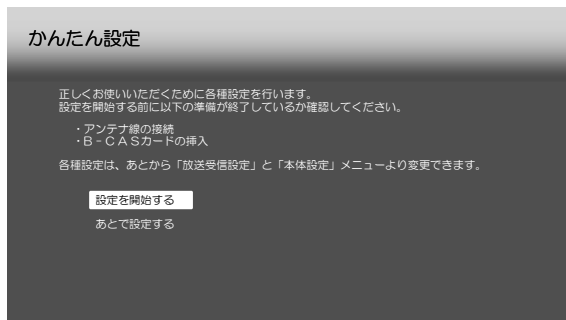 かんたん設定
正しくお使いいただくために各種設定を行います。
設定を開始する前に以下の準備が終了しているか確認してください。
・アンテナ線の接続
・Ｂ－ＣＡＳカードの挿入
各種設定は、あとから「放送受信設定」と「本体設定」メニューより変更できます。
設定を開始する
あとで設定する